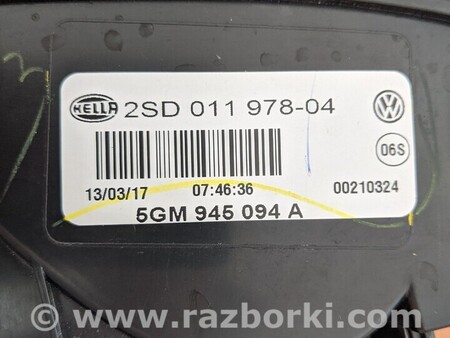 HELLA 2SD 011 978-04
06S
13/03/17 07:46:36 00210324
5GM 945 094 A
© www.razborki.com